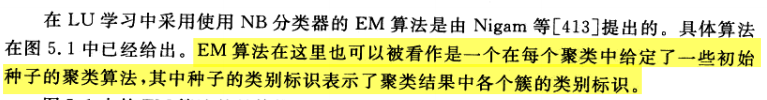 在 LU 学习中采用使用 NB 分类器的 EM 算法是由 Nigam 等[413]提出的。具体算法
在图 5.1 中已经给出。EM 算法在这里也可以被看作是一个在每个聚类中给定了一些初始
种子的聚类算法,其中种子的类别标识表示了聚类结果中各个簇的类别标识。